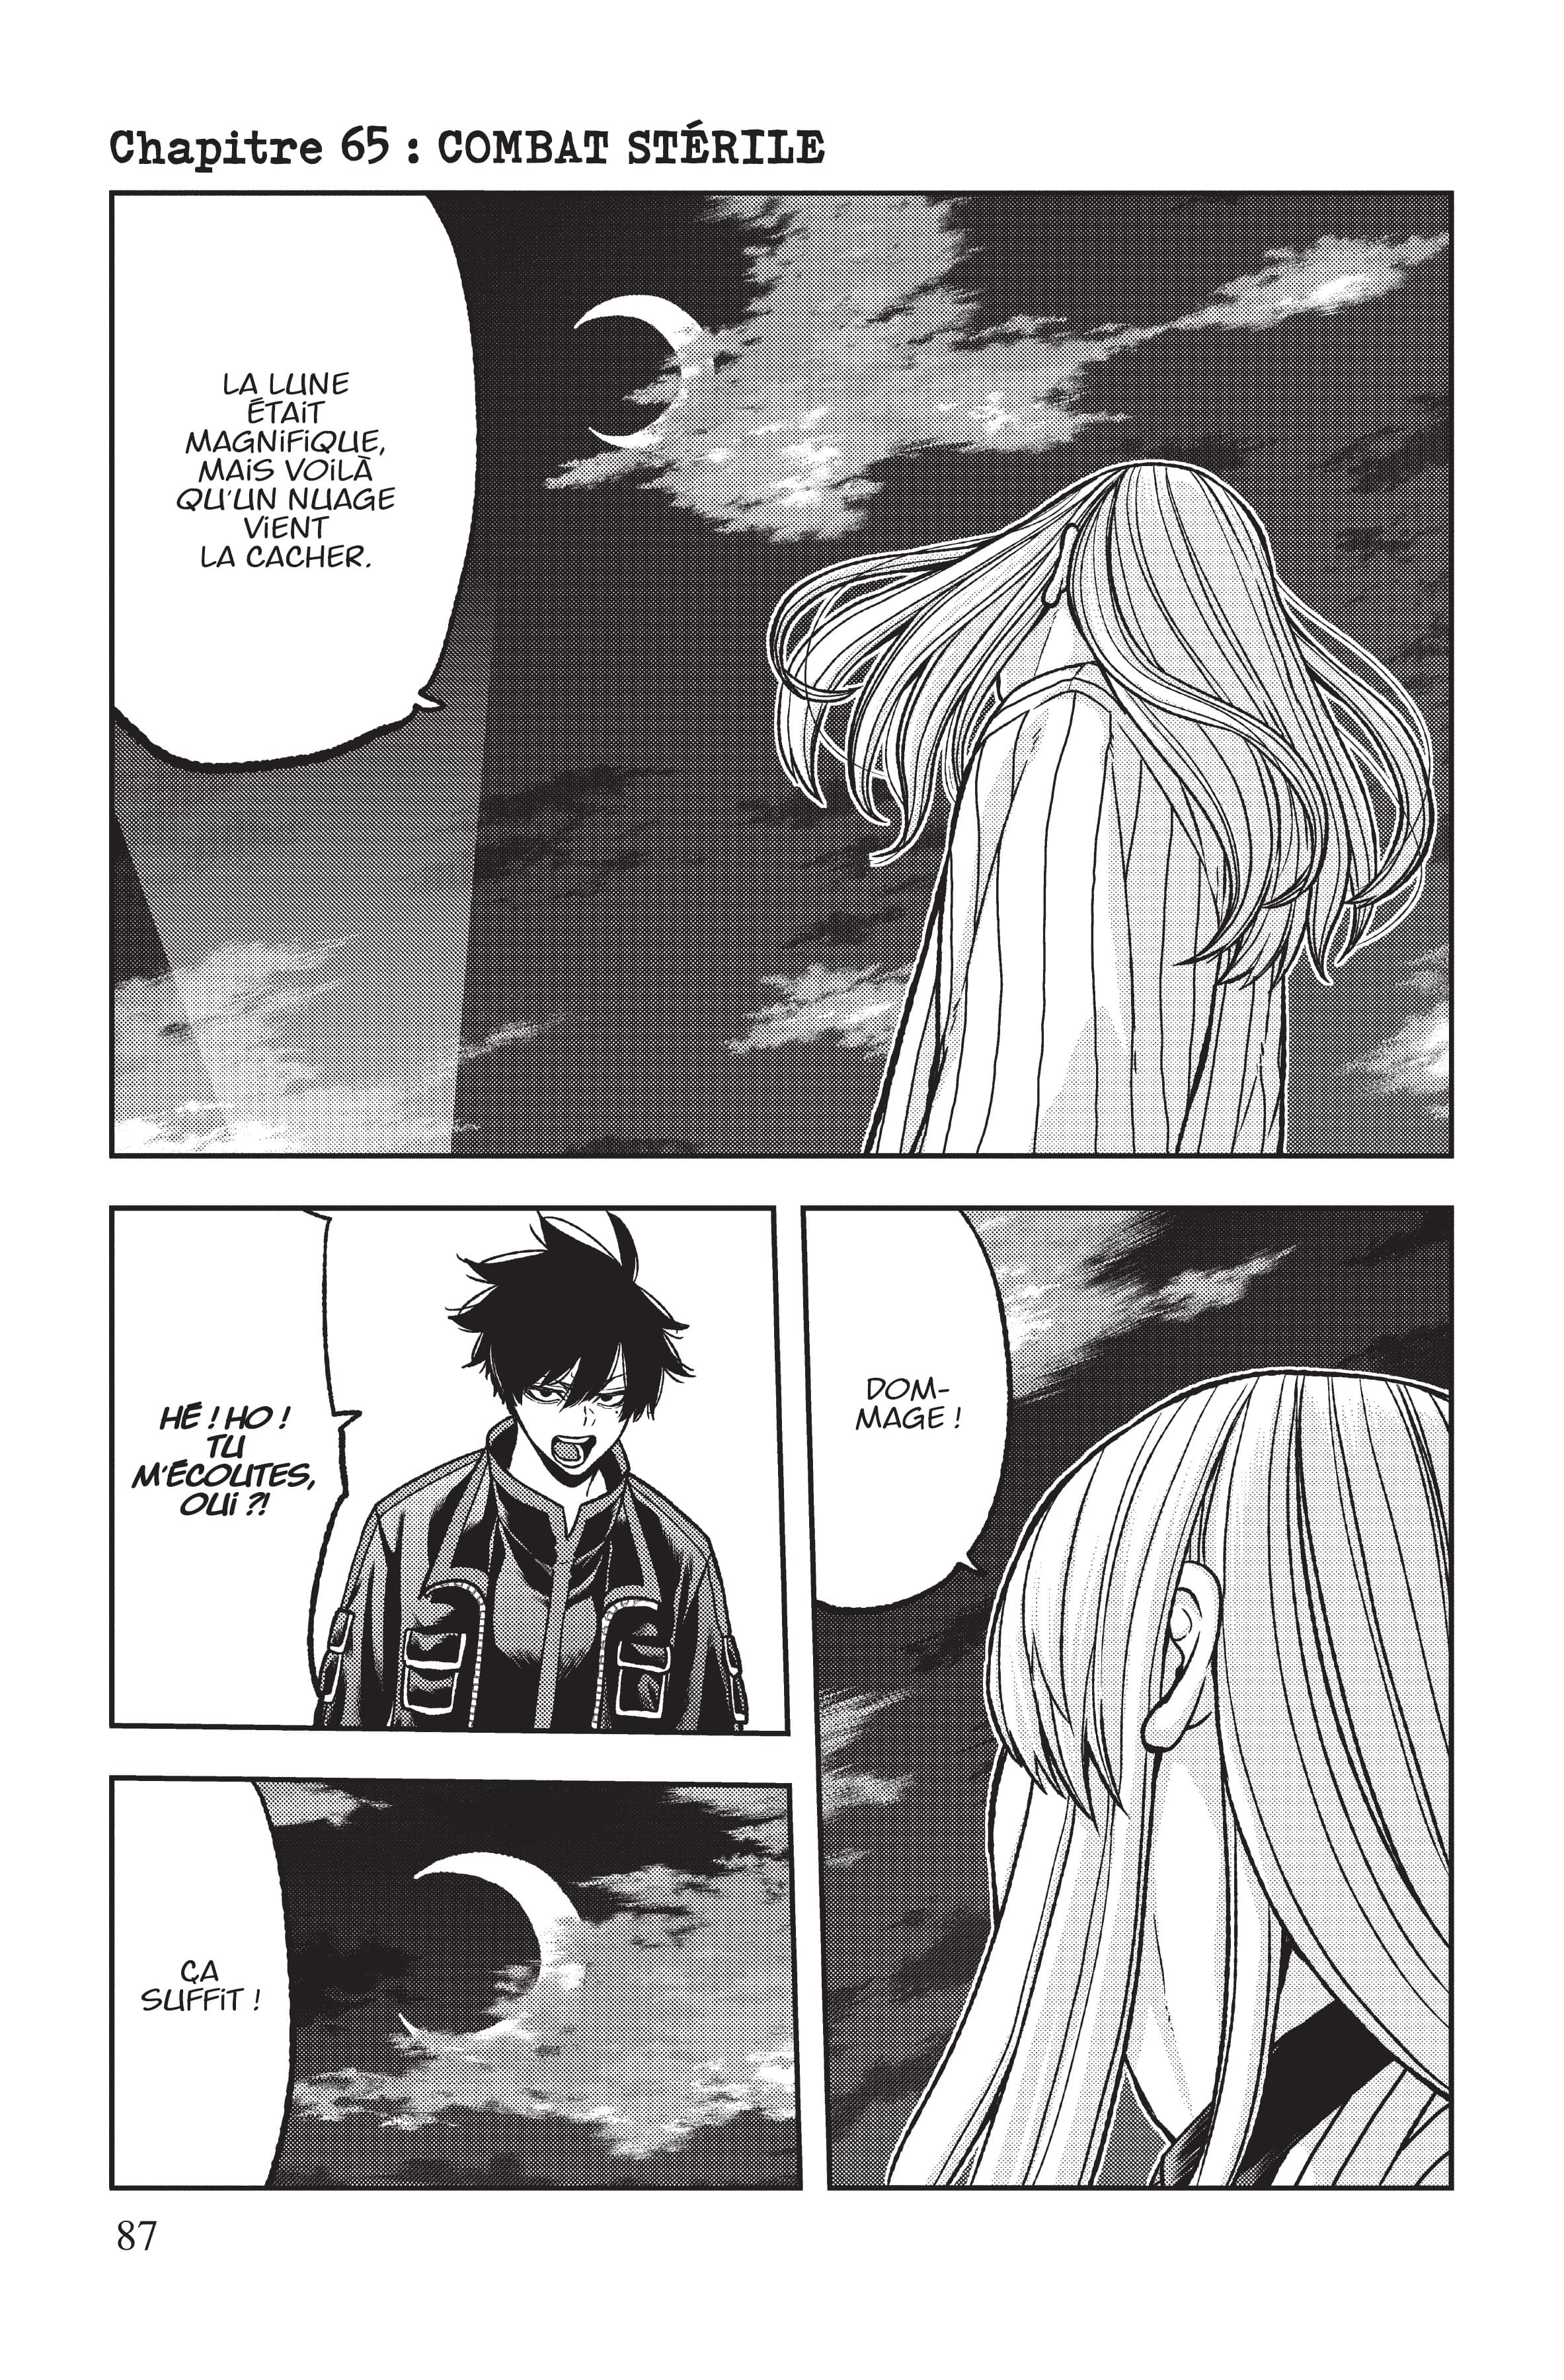 Chapitre 65 : COMBAT STÉRILE
LA LUNE
ÉTAIT
MAGNIFIQUE,
MAIS VOILÀ
QU'UN NUAGE
VIENT
LA CACHER.
DOM-
MAGE !
HÉ ! HO !
TU
M'ÉCOUTES,
OUI ?!
ÇA
SUFFIT !
87